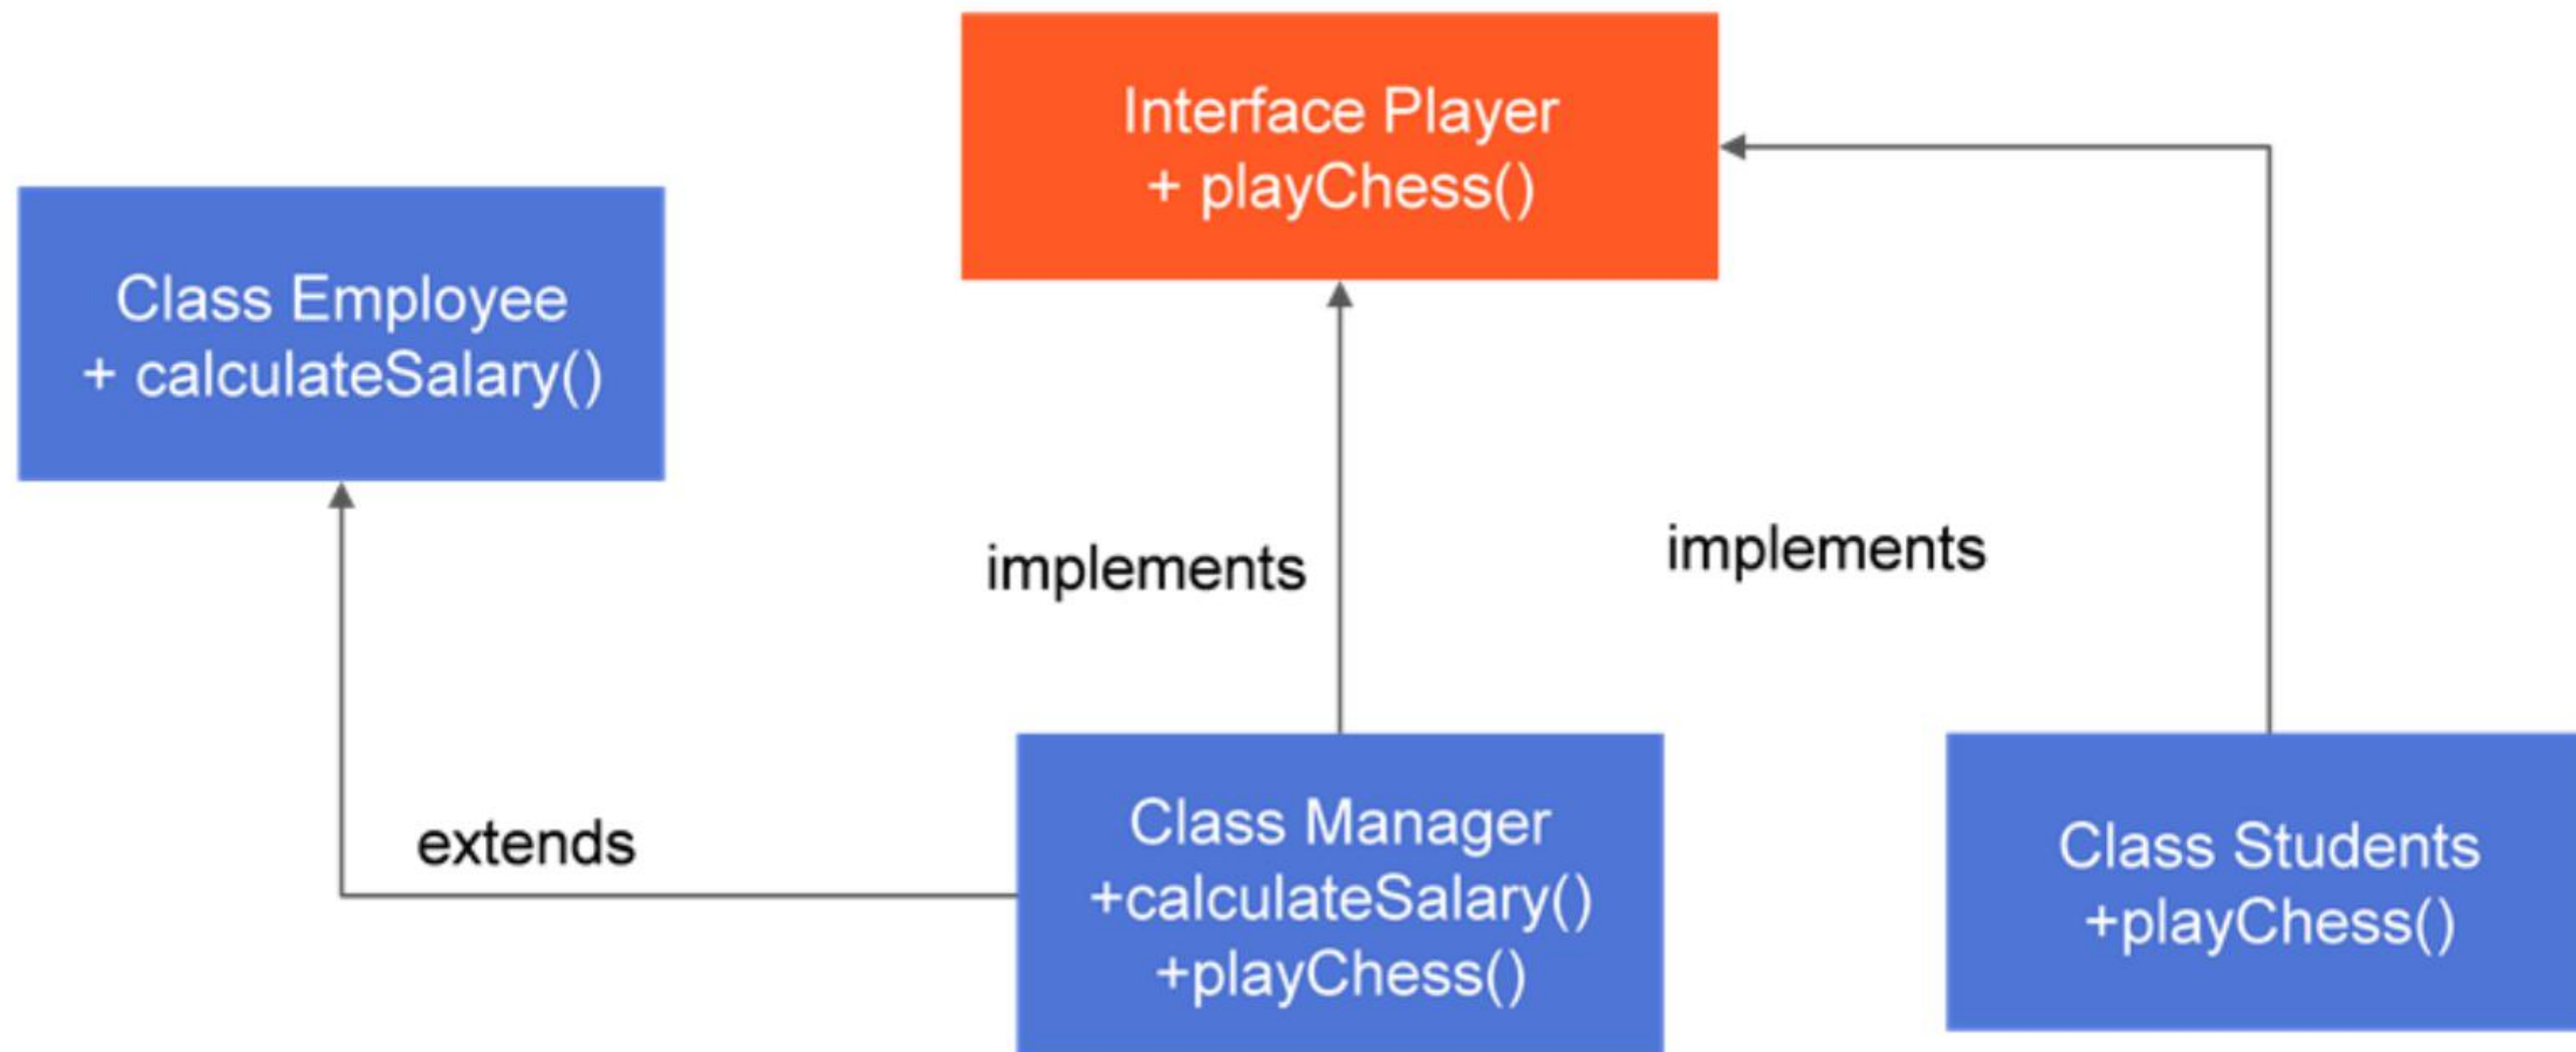 Interface Player
+ playChess()
Class Employee
+ calculateSalary()
implements
implements
extends
Class Manager
+calculateSalary()
+playChess()
Class Students
+playChess()